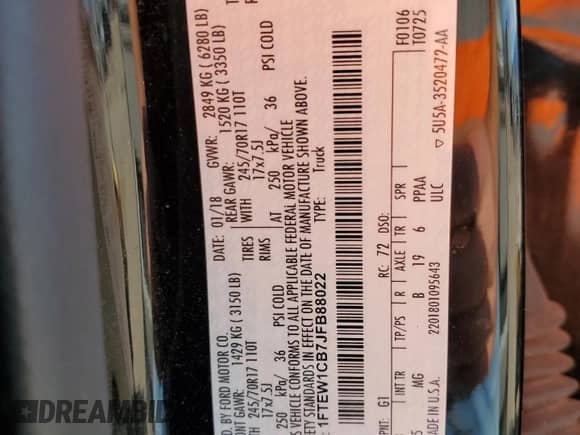 BY FORD MOTOR CO.
DATE: 01/18 GVWR: 2849 KG ( 6280 LB)
ONT GAWR: 1429 KG ( 3150 LB) REAR GAWR: 1520 KG ( 3350 LB)
245/70R17 110T TIRES WITH 245/70R17 110T
17x7.5J RIMS 17x7.5J
250 kPa/ 36 PSI COLD AT 250 kPa/ 36 PSI COLD
VEHICLE CONFORMS TO ALL APPLICABLE FEDERAL MOTOR VEHICLE
SAFETY STANDARDS IN EFFECT ON THE DATE OF MANUFACTURE SHOWN ABOVE.
1FTEW1CB7JFB88022 TYPE: Truck
F0106
T0725
PNT: G1 RC: 72 DSO:
INT TR TP/PS R AXLE TR SPR
MG B 19 6 PPAA
MADE IN U.S.A. 2201801095643 ULC
▽ 5U5A-3520472-AA
DREAMBID